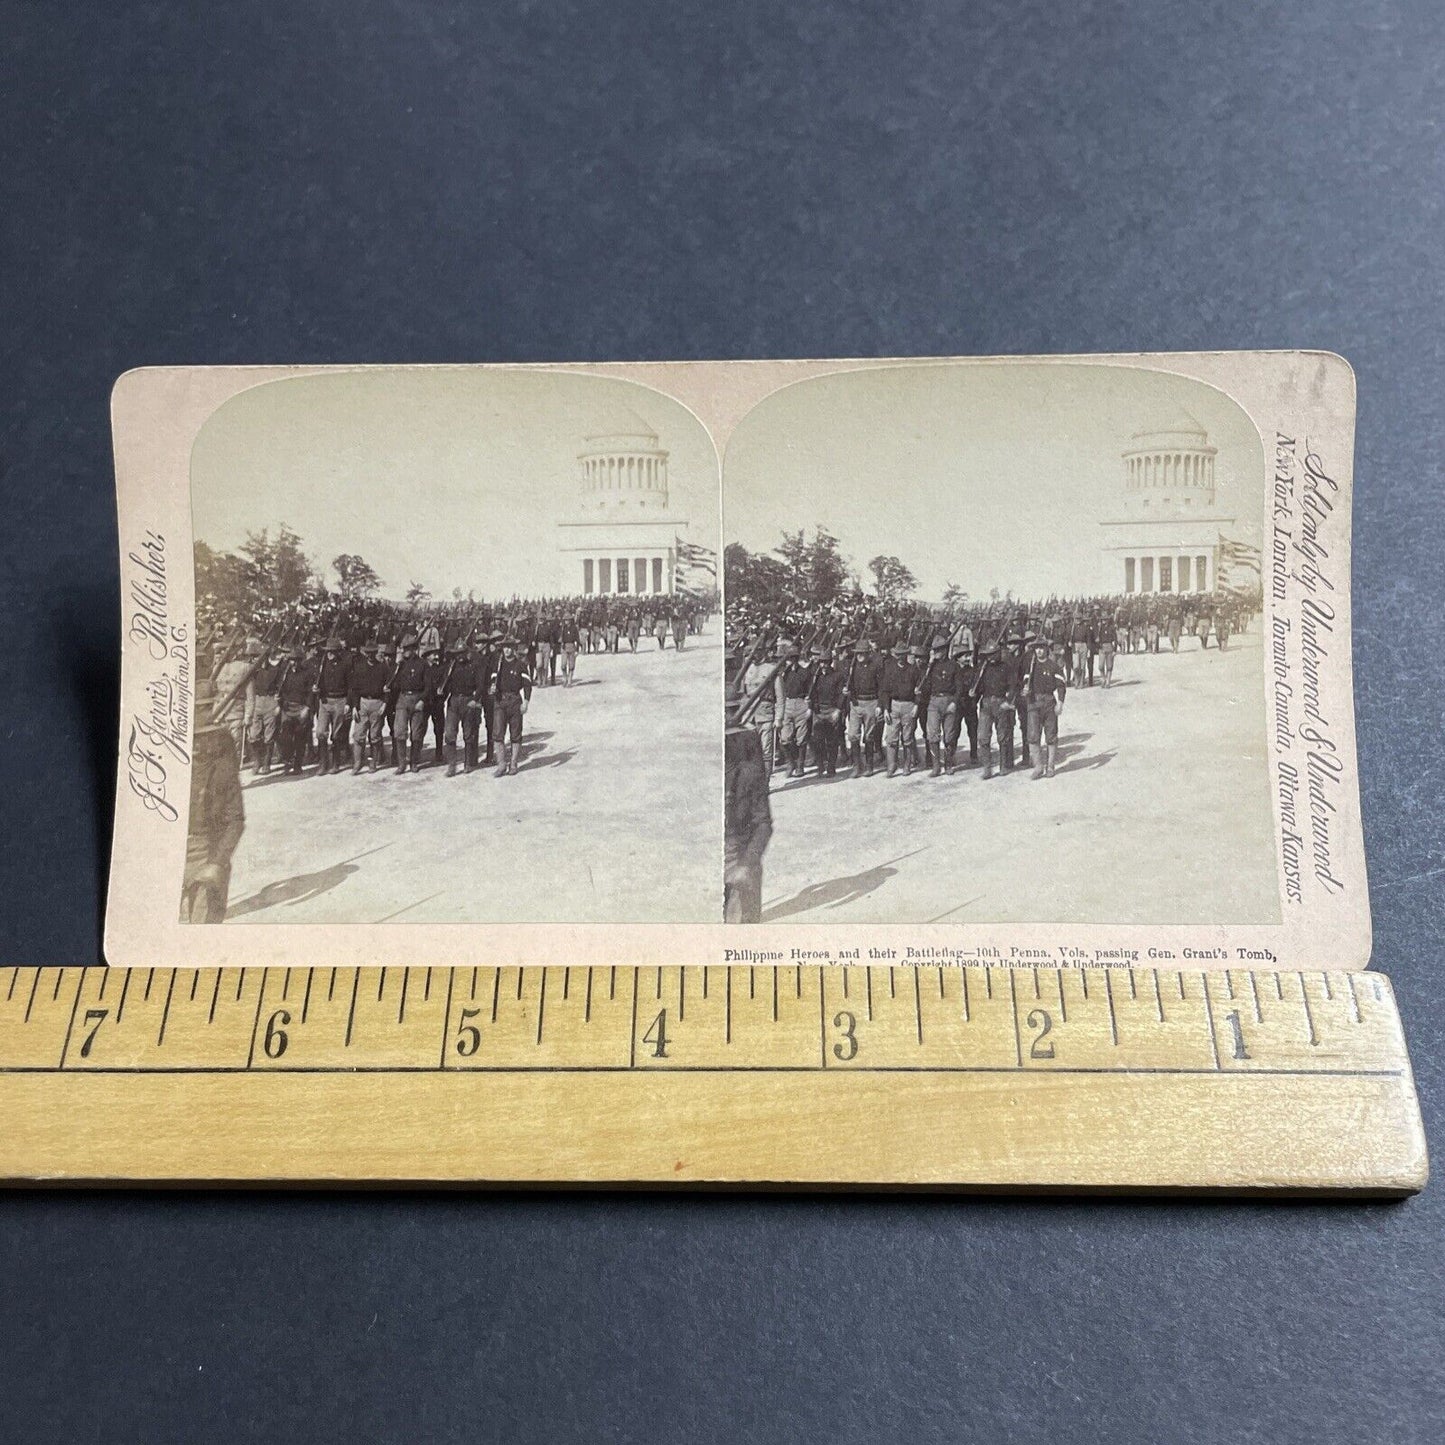 J. F. Jarvis, Publisher,
Washington, D.C.
Sold only by Underwood & Underwood
New York, London, Toronto-Canada, Ottawa-Kansas.
Philippine Heroes and their Battleflag—10th Penna. Vols. passing Gen. Grant's Tomb,
New York. Copyright 1899 by Underwood & Underwood.
7 6 5 4 3 2 1